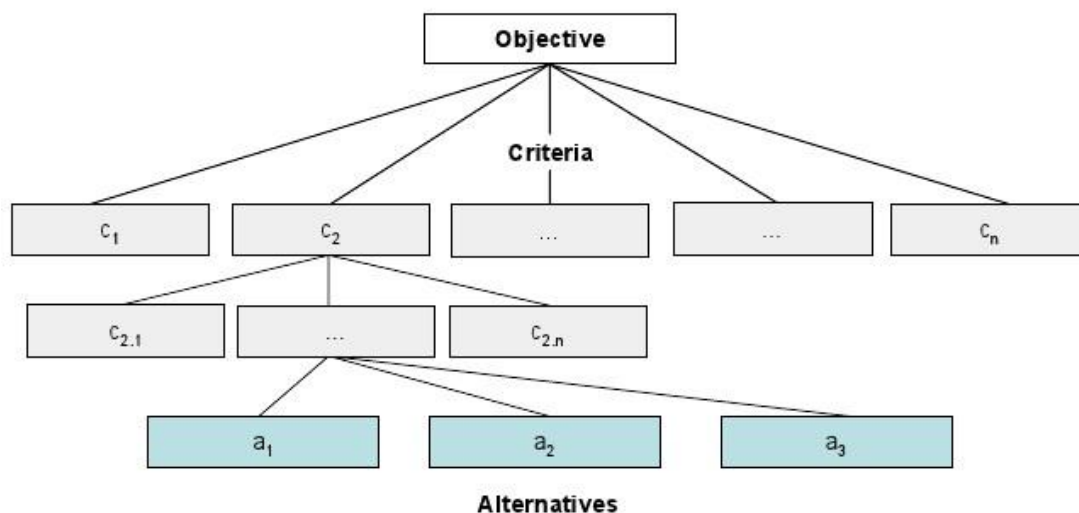 Objective
Criteria
C₁ C₂ ... ... Cₙ
C₂.₁ ... C₂.ₙ
a₁ a₂ a₃
Alternatives